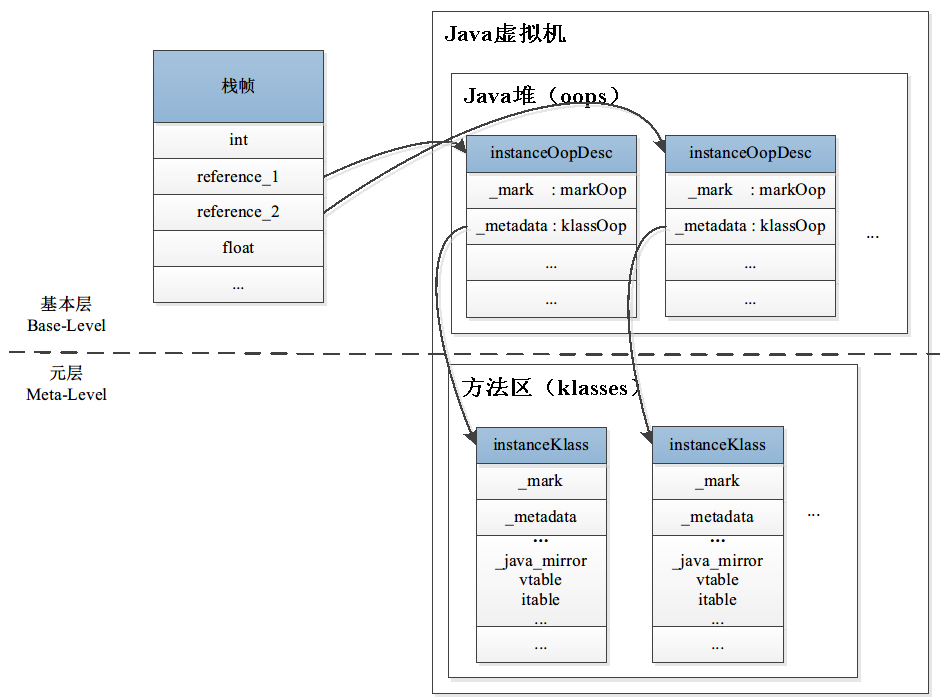 Java虚拟机
栈帧
int
reference_1
reference_2
float
...
Java堆（oops）
instanceOopDesc
_mark : markOop
_metadata : klassOop
...
...
instanceOopDesc
_mark : markOop
_metadata : klassOop
...
...
...
基本层
Base-Level
元层
Meta-Level
方法区（klasses）
instanceKlass
_mark
_metadata
...
_java_mirror
vtable
itable
...
...
instanceKlass
_mark
_metadata
...
_java_mirror
vtable
itable
...
...
...